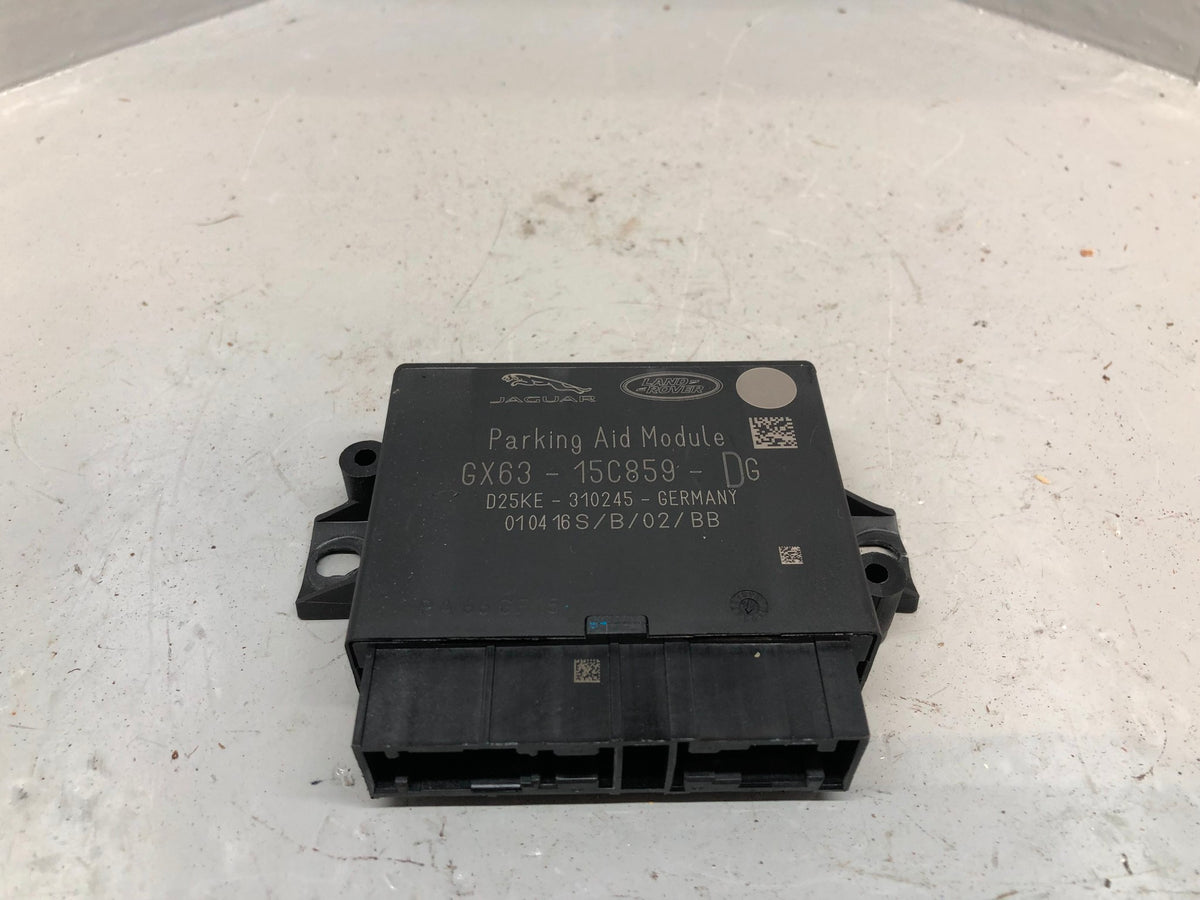 JAGUAR
LAND ROVER
Parking Aid Module
GX63 - 15C859 - DG
D25KE - 310245 - GERMANY
010416S/B/02/BB